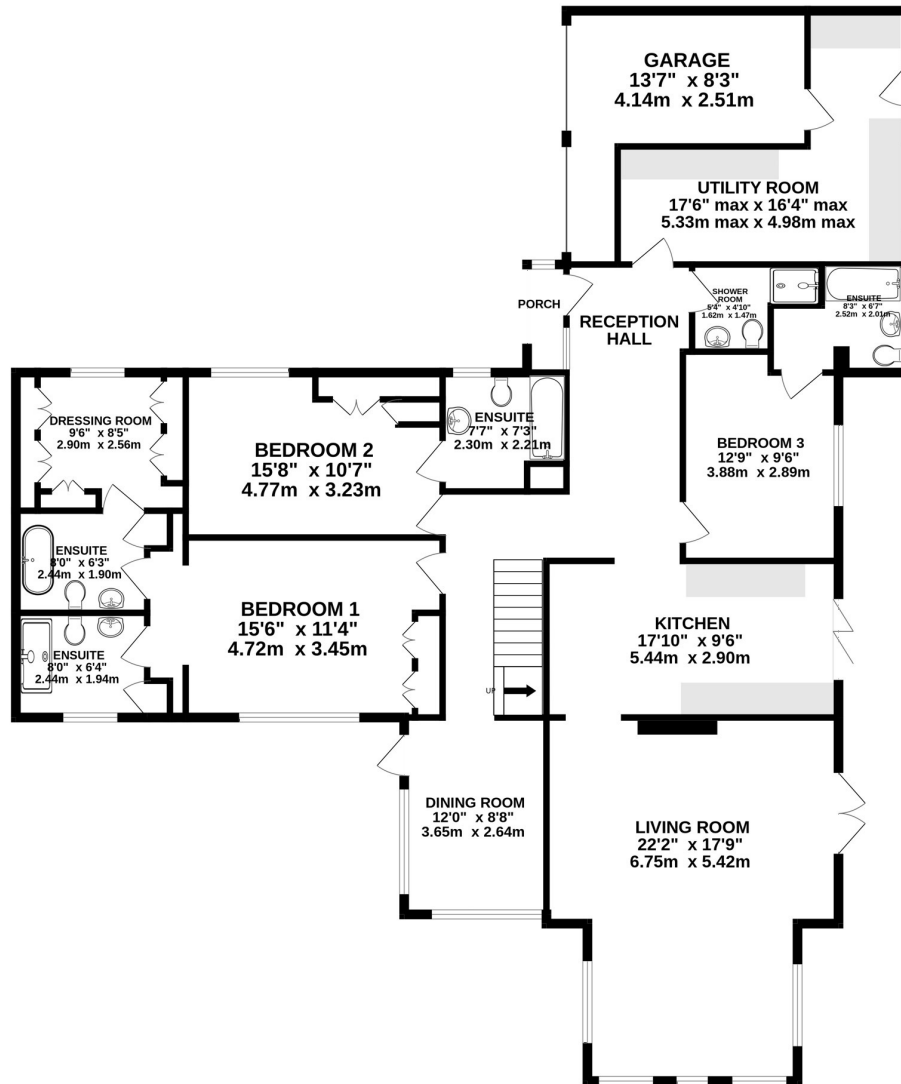 GARAGE
13'7" x 8'3"
4.14m x 2.51m
UTILITY ROOM
17'6" max x 16'4" max
5.33m max x 4.98m max
PORCH
RECEPTION
HALL
SHOWER
ROOM
5'4" x 4'10"
1.62m x 1.47m
ENSUITE
8'3" x 6'7"
2.52m x 2.01m
DRESSING ROOM
9'6" x 8'5"
2.90m x 2.56m
BEDROOM 2
15'8" x 10'7"
4.77m x 3.23m
ENSUITE
7'7" x 7'3"
2.30m x 2.21m
BEDROOM 3
12'9" x 9'6"
3.88m x 2.89m
ENSUITE
8'0" x 6'3"
2.44m x 1.90m
BEDROOM 1
15'6" x 11'4"
4.72m x 3.45m
ENSUITE
8'0" x 6'4"
2.44m x 1.94m
UP
KITCHEN
17'10" x 9'6"
5.44m x 2.90m
DINING ROOM
12'0" x 8'8"
3.65m x 2.64m
LIVING ROOM
22'2" x 17'9"
6.75m x 5.42m